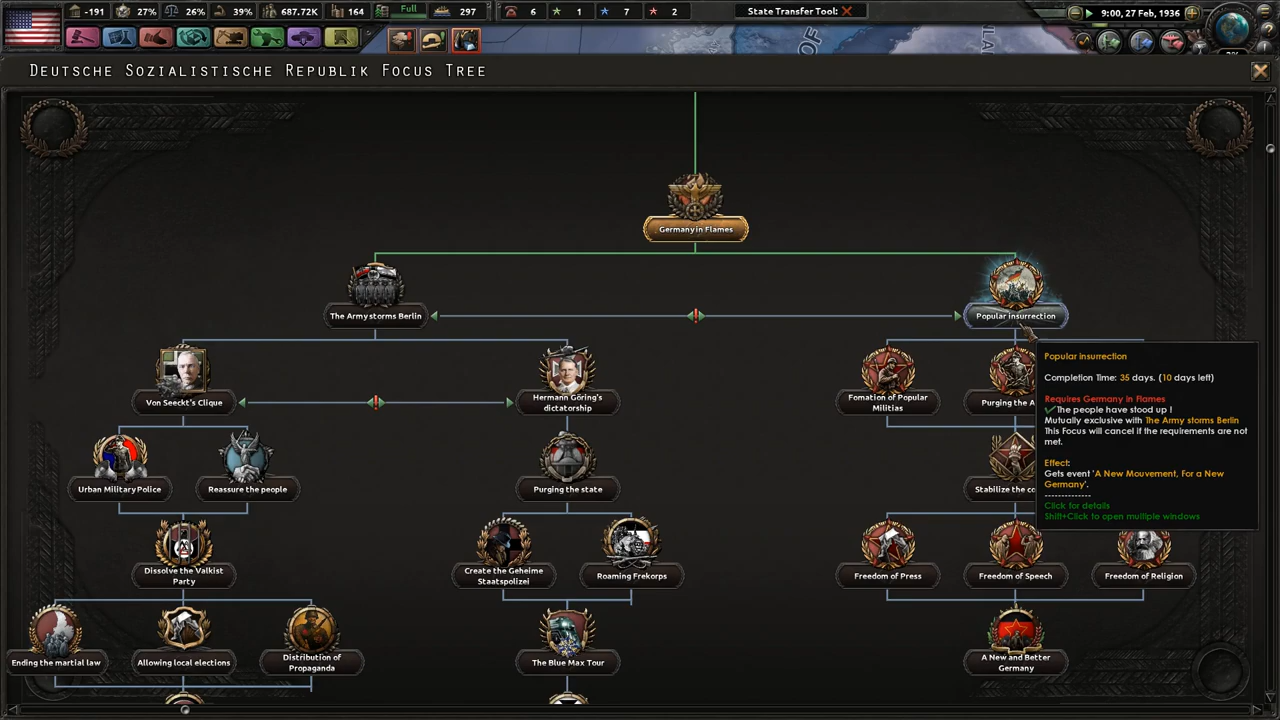 -191
27%
26%
39%
687.72K
164
Full
297
6
1
7
2
State Transfer Tool:
9:00, 27 Feb, 1936
Deutsche Sozialistische Republik Focus Tree
Germany in Flames
The Army storms Berlin
Popular insurrection
Von Seeckt's Clique
Hermann Göring's
dictatorship
Fomation of Popular
Militias
Purging the A
Popular insurrection
Completion Time: 35 days. (10 days left)
Requires Germany in Flames
The people have stood up !
Mutually exclusive with The Army storms Berlin
This Focus will cancel if the requirements are not
met.
Effect:
Gets event 'A New Mouvement, For a New
Germany'.
--------------
Click for details
Shift+Click to open multiple windows
Urban Military Police
Reassure the people
Purging the state
Stabilize the co
Dissolve the Valkist
Party
Create the Geheime
Staatspolizei
Roaming Frekorps
Freedom of Press
Freedom of Speech
Freedom of Religion
Ending the martial law
Allowing local elections
Distribution of
Propaganda
The Blue Max Tour
A New and Better
Germany